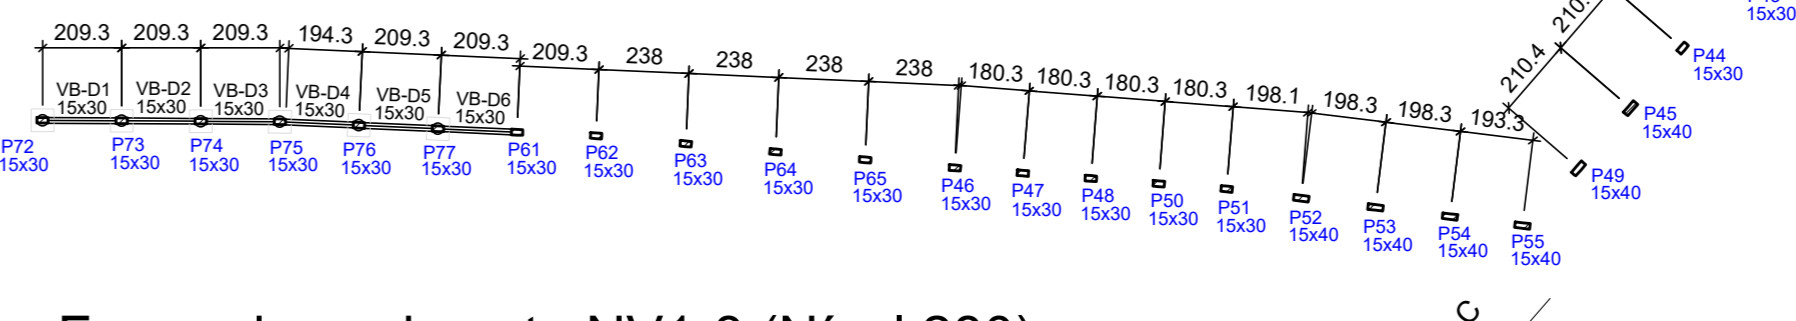 209.3
209.3
209.3
194.3
209.3
209.3
209.3
238
238
238
238
180.3
180.3
180.3
180.3
198.1
198.3
198.3
193.3
210.4
210.
VB-D1
15x30
VB-D2
15x30
VB-D3
15x30
VB-D4
15x30
VB-D5
15x30
VB-D6
15x30
P72
15x30
P73
15x30
P74
15x30
P75
15x30
P76
15x30
P77
15x30
P61
15x30
P62
15x30
P63
15x30
P64
15x30
P65
15x30
P46
15x30
P47
15x30
P48
15x30
P50
15x30
P51
15x30
P52
15x40
P53
15x40
P54
15x40
P55
15x40
P49
15x40
P45
15x40
P44
15x30
15x30
C